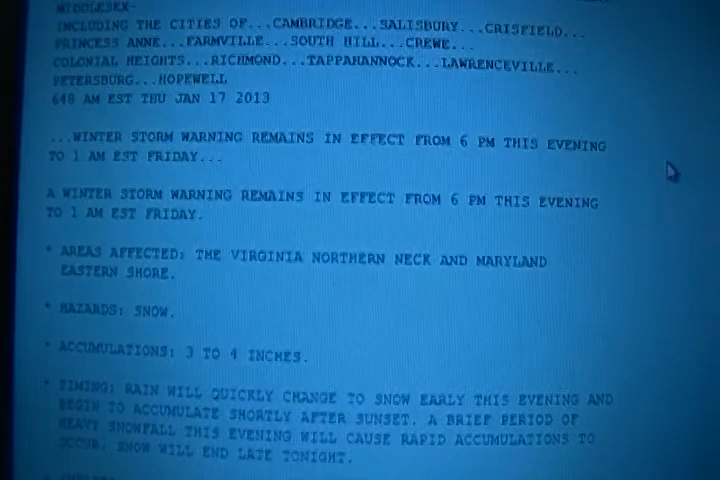 MIDDLESEX-
INCLUDING THE CITIES OF...CAMBRIDGE...SALISBURY...CRISFIELD...
PRINCESS ANNE...FARMVILLE...SOUTH HILL...CREWE...
COLONIAL HEIGHTS...RICHMOND...TAPPAHANNOCK...LAWRENCEVILLE...
PETERSBURG...HOPEWELL
648 AM EST THU JAN 17 2013
...WINTER STORM WARNING REMAINS IN EFFECT FROM 6 PM THIS EVENING
TO 1 AM EST FRIDAY...
A WINTER STORM WARNING REMAINS IN EFFECT FROM 6 PM THIS EVENING
TO 1 AM EST FRIDAY.
* AREAS AFFECTED: THE VIRGINIA NORTHERN NECK AND MARYLAND
EASTERN SHORE.
* HAZARDS: SNOW.
* ACCUMULATIONS: 3 TO 4 INCHES.
* TIMING: RAIN WILL QUICKLY CHANGE TO SNOW EARLY THIS EVENING AND
BEGIN TO ACCUMULATE SHORTLY AFTER SUNSET. A BRIEF PERIOD OF
HEAVY SNOWFALL THIS EVENING WILL CAUSE RAPID ACCUMULATIONS TO
OCCUR. SNOW WILL END LATE TONIGHT.